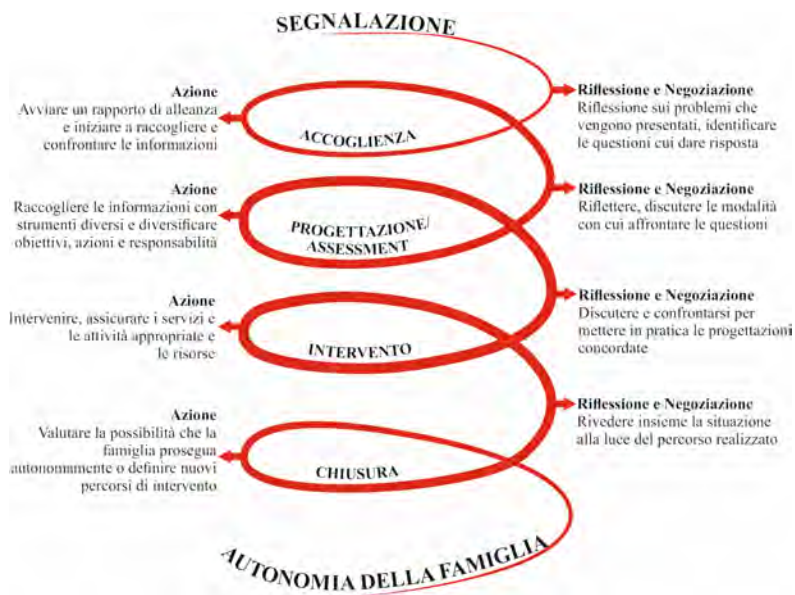 SEGNALAZIONE
Azione
Avviare un rapporto di alleanza
e iniziare a raccogliere e
confrontare le informazioni
ACCOGLIENZA
Riflessione e Negoziazione
Riflessione sui problemi che
vengono presentati, identificare
le questioni cui dare risposta
Azione
Raccogliere le informazioni con
strumenti diversi e diversificare
obiettivi, azioni e responsabilità
PROGETTAZIONE/
ASSESSMENT
Riflessione e Negoziazione
Riflettere, discutere le modalità
con cui affrontare le questioni
Azione
Intervenire, assicurare i servizi e
le attività appropriate e
le risorse
INTERVENTO
Riflessione e Negoziazione
Discutere e confrontarsi per
mettere in pratica le progettazioni
concordate
Azione
Valutare la possibilità che la
famiglia prosegua
autonomamente o definire nuovi
percorsi di intervento
CHIUSURA
Riflessione e Negoziazione
Rivedere insieme la situazione
alla luce del percorso realizzato
AUTONOMIA DELLA FAMIGLIA